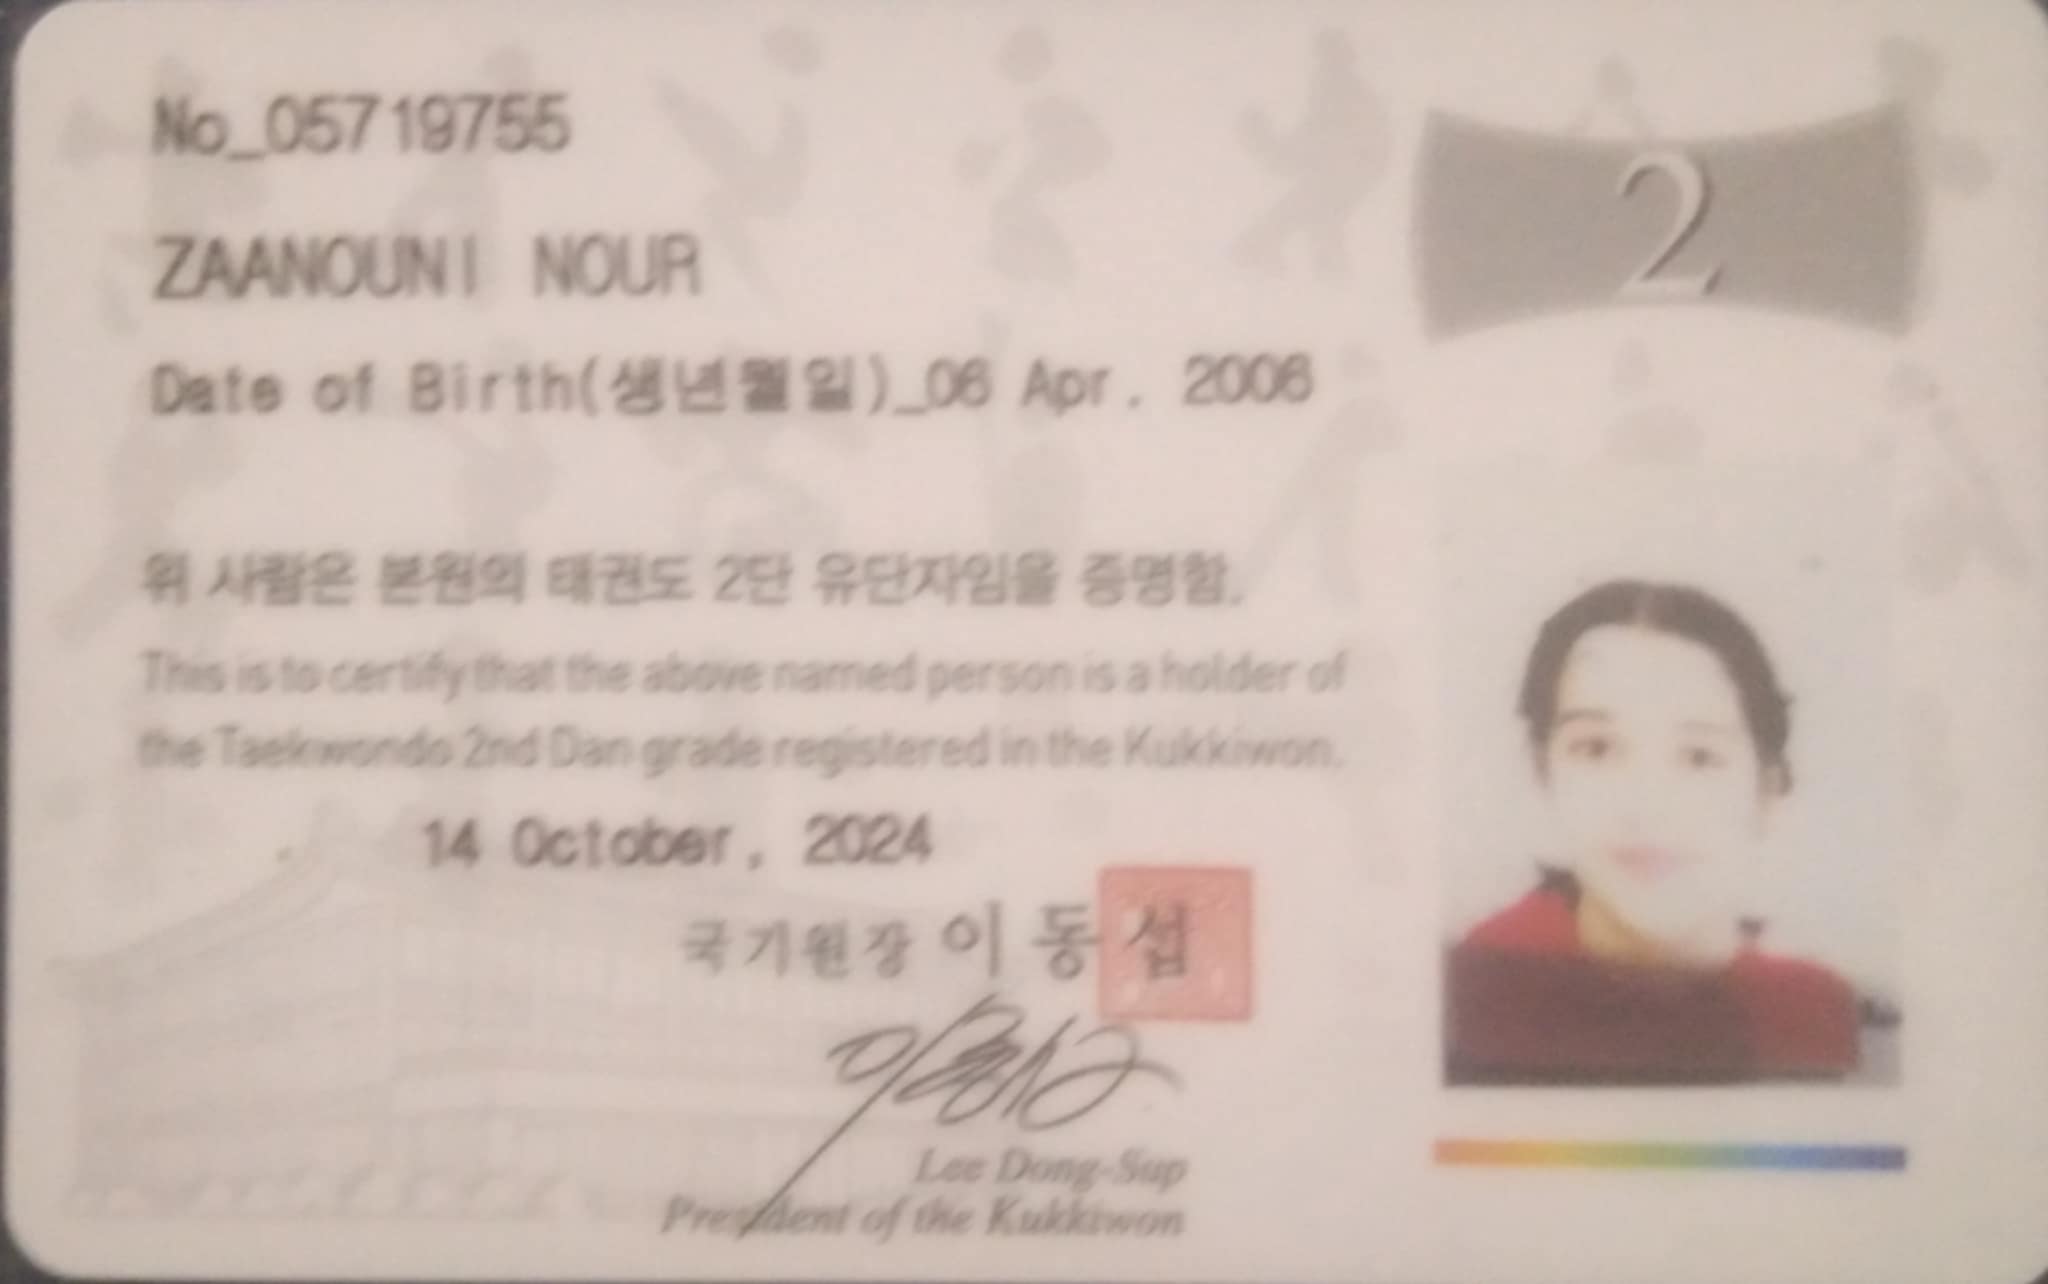 No_05719755
2
ZAANOUNI NOUR
Date of Birth(생년월일)_06 Apr. 2006
위 사람은 본원의 태권도 2단 유단자임을 증명함.
This is to certify that the above named person is a holder of
the Taekwondo 2nd Dan grade registered in the Kukkiwon.
14 October, 2024
국기원장 이동섭
Lee Dong-Sup
President of the Kukkiwon